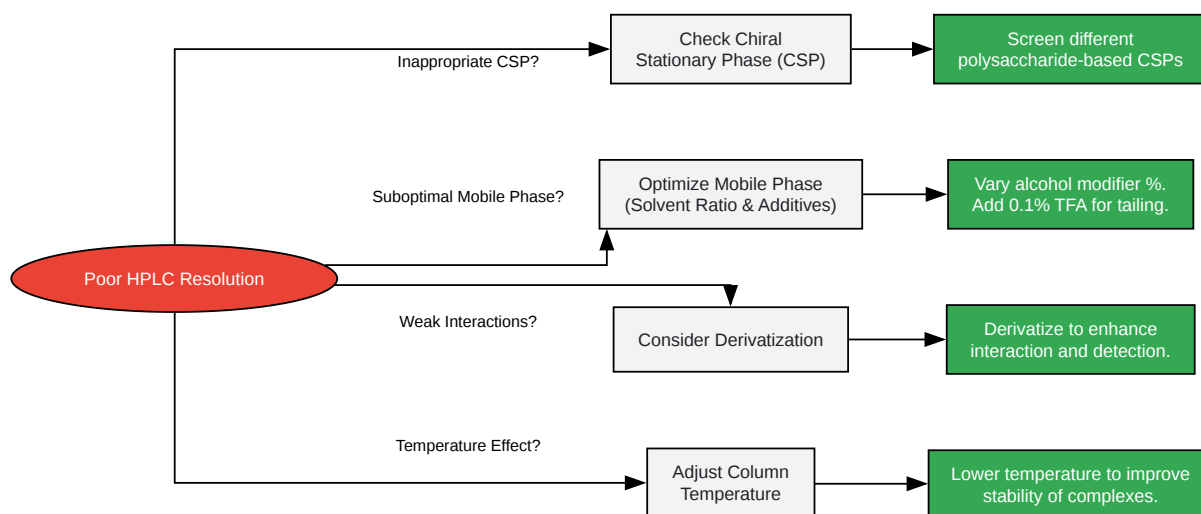 Inappropriate CSP?
Check Chiral
Stationary Phase (CSP)
Screen different
polysaccharide-based CSPs
Suboptimal Mobile Phase?
Optimize Mobile Phase
(Solvent Ratio & Additives)
Vary alcohol modifier %.
Add 0.1% TFA for tailing.
Poor HPLC Resolution
Weak Interactions?
Consider Derivatization
Derivatize to enhance
interaction and detection.
Temperature Effect?
Adjust Column
Temperature
Lower temperature to improve
stability of complexes.